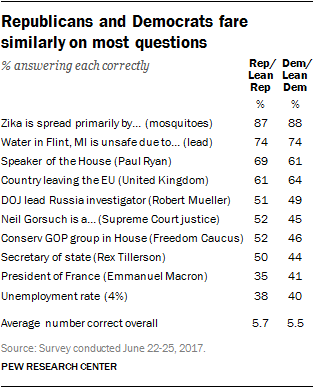 Republicans and Democrats fare
similarly on most questions
% answering each correctly
Rep/ Dem/
Lean Lean
Rep Dem
% %
Zika is spread primarily by... (mosquitoes) 87 88
Water in Flint, MI is unsafe due to... (lead) 74 74
Speaker of the House (Paul Ryan) 69 61
Country leaving the EU (United Kingdom) 61 64
DOJ lead Russia investigator (Robert Mueller) 51 49
Neil Gorsuch is a... (Supreme Court justice) 52 45
Conserv GOP group in House (Freedom Caucus) 52 46
Secretary of state (Rex Tillerson) 50 44
President of France (Emmanuel Macron) 35 41
Unemployment rate (4%) 38 40
Average number correct overall 5.7 5.5
Source: Survey conducted June 22-25, 2017.
PEW RESEARCH CENTER